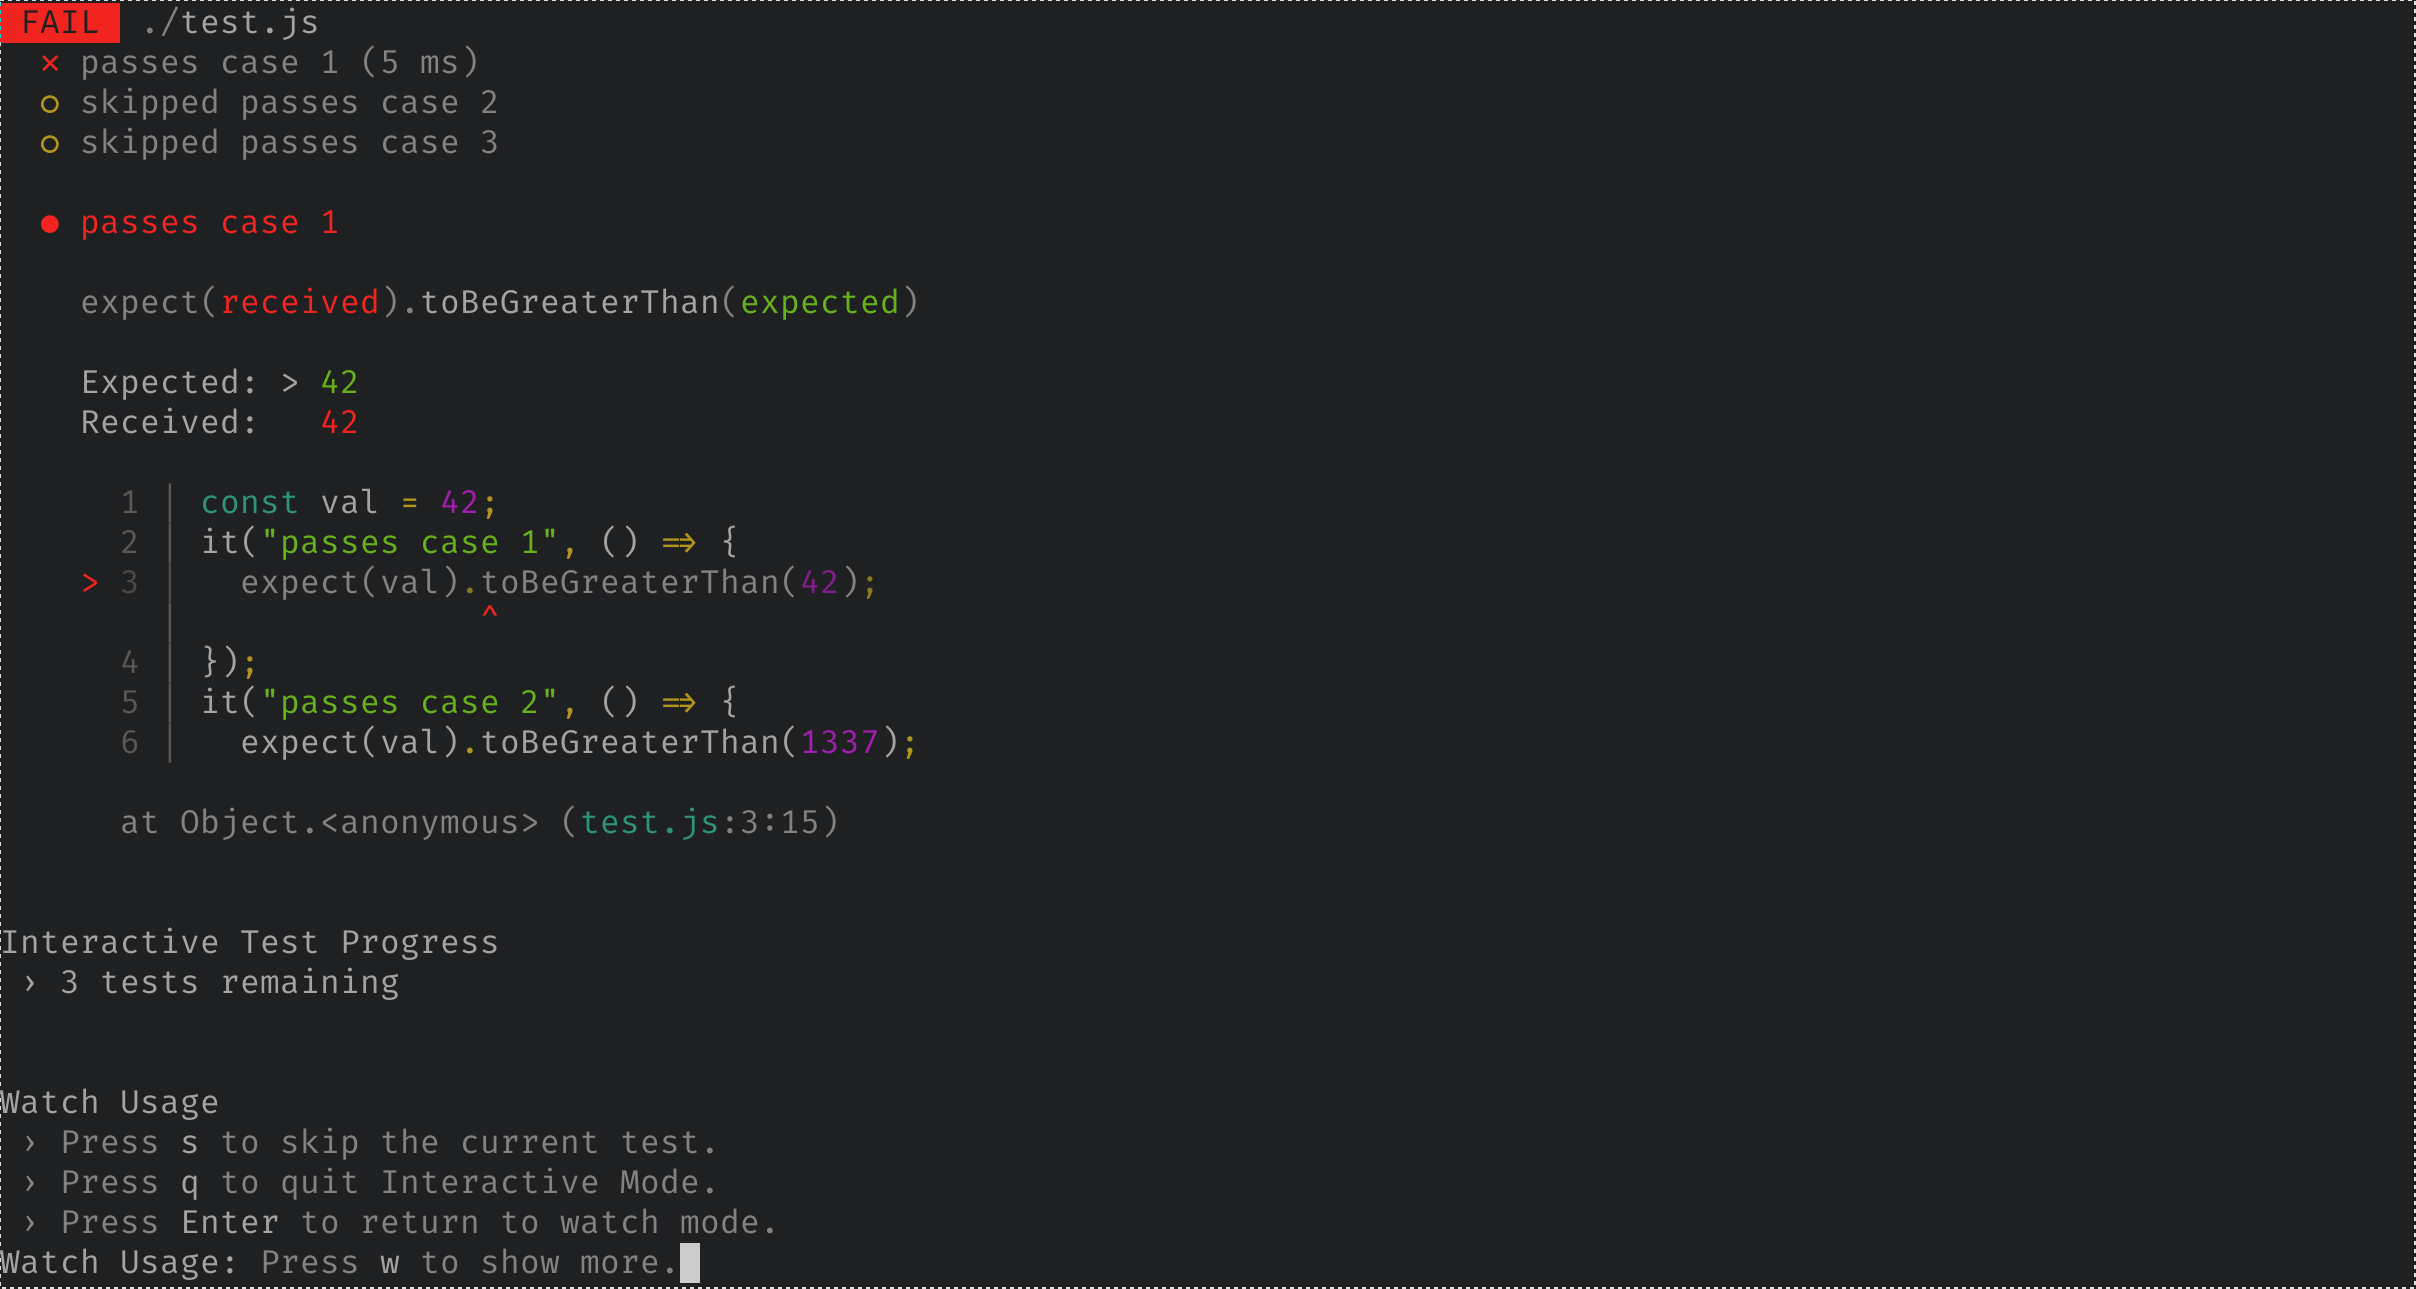 FAIL ./test.js
✕ passes case 1 (5 ms)
○ skipped passes case 2
○ skipped passes case 3
● passes case 1
expect(received).toBeGreaterThan(expected)
Expected: > 42
Received:   42
1 | const val = 42;
2 | it("passes case 1", () => {
> 3 |   expect(val).toBeGreaterThan(42);
|               ^
4 | });
5 | it("passes case 2", () => {
6 |   expect(val).toBeGreaterThan(1337);
at Object.<anonymous> (test.js:3:15)
Interactive Test Progress
› 3 tests remaining
Watch Usage
› Press s to skip the current test.
› Press q to quit Interactive Mode.
› Press Enter to return to watch mode.
Watch Usage: Press w to show more.